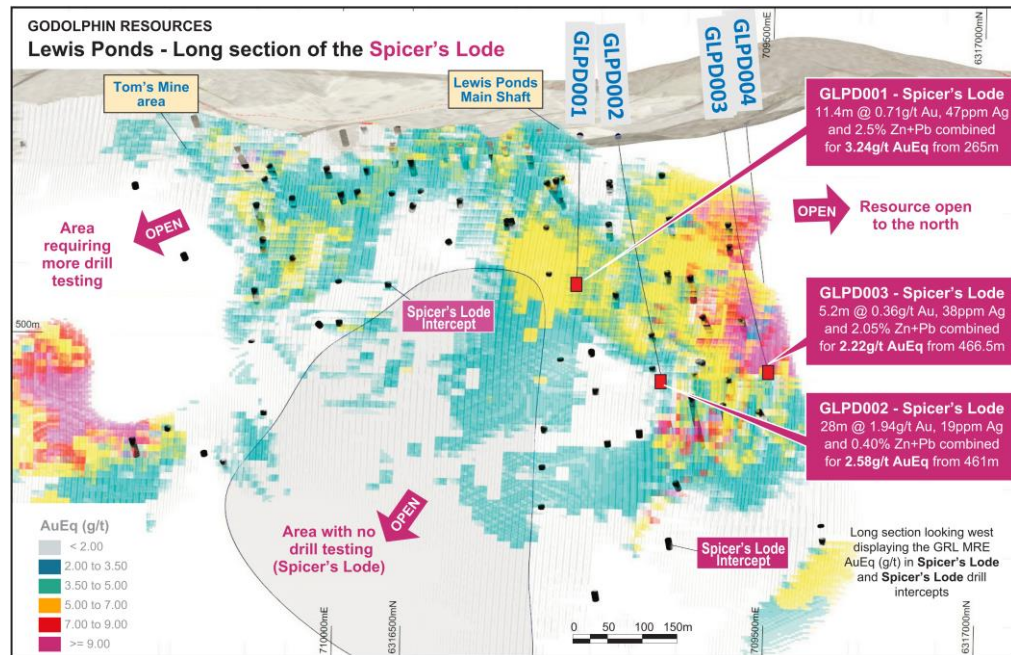 GODOLPHIN RESOURCES
Lewis Ponds - Long section of the Spicer's Lode
Tom's Mine
area
Lewis Ponds
Main Shaft
GLPD001
GLPD002
GLPD003
GLPD004
709500mE
6317000mN
GLPD001 - Spicer's Lode
11.4m @ 0.71g/t Au, 47ppm Ag
and 2.5% Zn+Pb combined
for 3.24g/t AuEq from 265m
OPEN
Area
requiring
more drill
testing
OPEN
Resource open
to the north
Spicer's Lode
Intercept
500m
GLPD003 - Spicer's Lode
5.2m @ 0.36g/t Au, 38ppm Ag
and 2.05% Zn+Pb combined
for 2.22g/t AuEq from 466.5m
GLPD002 - Spicer's Lode
28m @ 1.94g/t Au, 19ppm Ag
and 0.40% Zn+Pb combined
for 2.58g/t AuEq from 461m
OPEN
Area with no
drill testing
(Spicer's Lode)
Spicer's Lode
Intercept
Long section looking west
displaying the GRL MRE
AuEq (g/t) in Spicer's Lode
and Spicer's Lode drill
intercepts
AuEq (g/t)
< 2.00
2.00 to 3.50
3.50 to 5.00
5.00 to 7.00
7.00 to 9.00
>= 9.00
710000mE
6316500mN
0 50 100 150m
709500mE
6317000mN